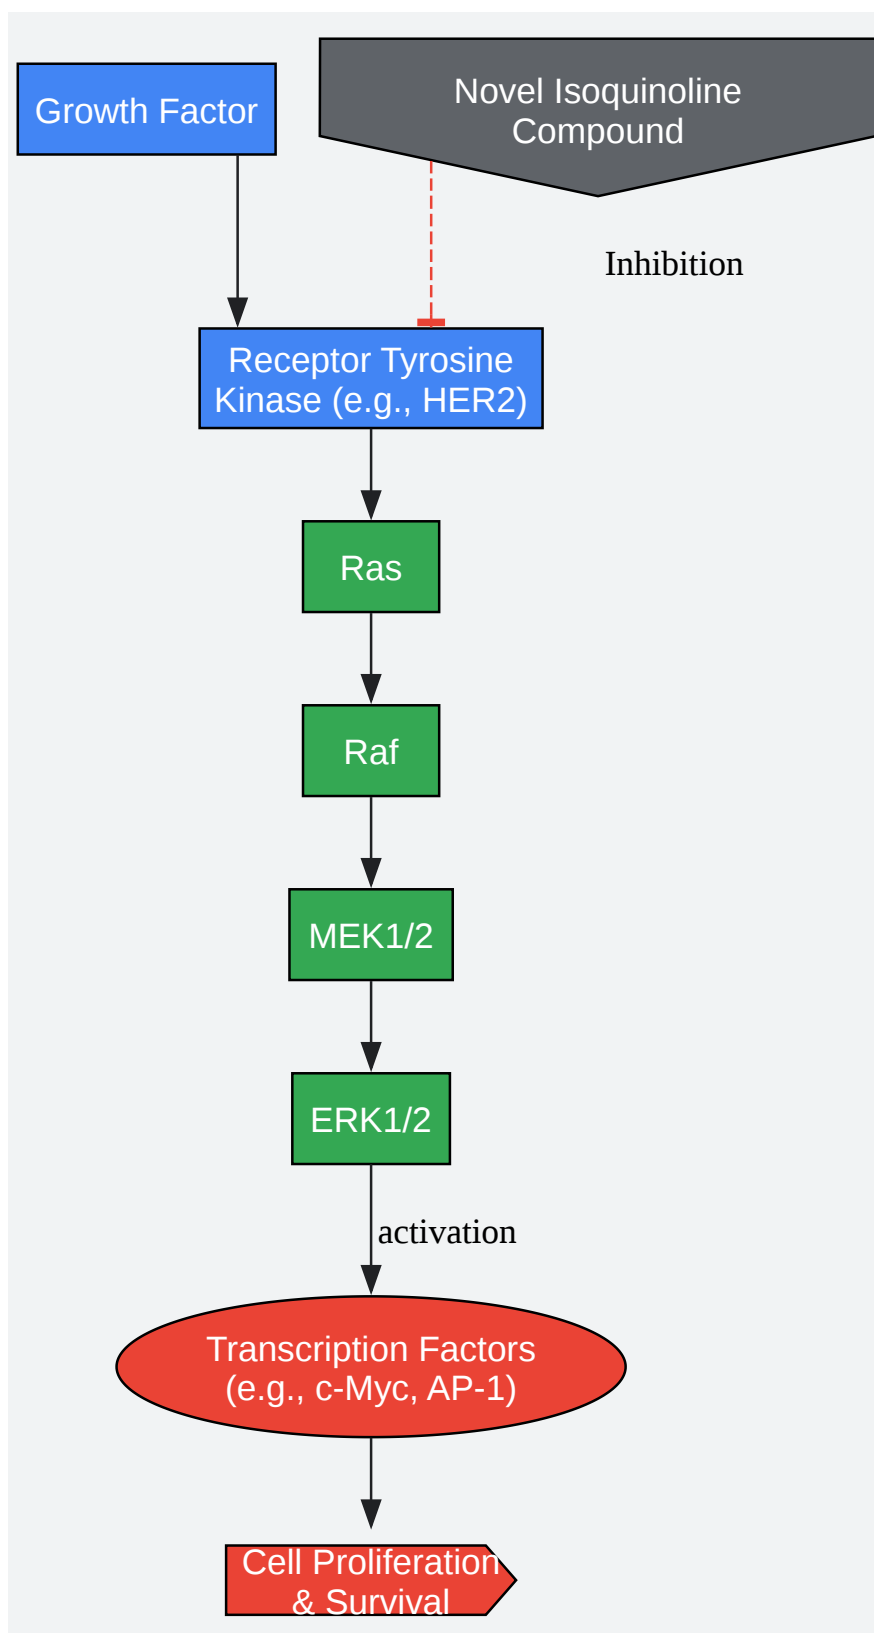 Growth Factor
Novel Isoquinoline
Compound
Inhibition
Receptor Tyrosine
Kinase (e.g., HER2)
Ras
Raf
MEK1/2
ERK1/2
activation
Transcription Factors
(e.g., c-Myc, AP-1)
Cell Proliferation
& Survival